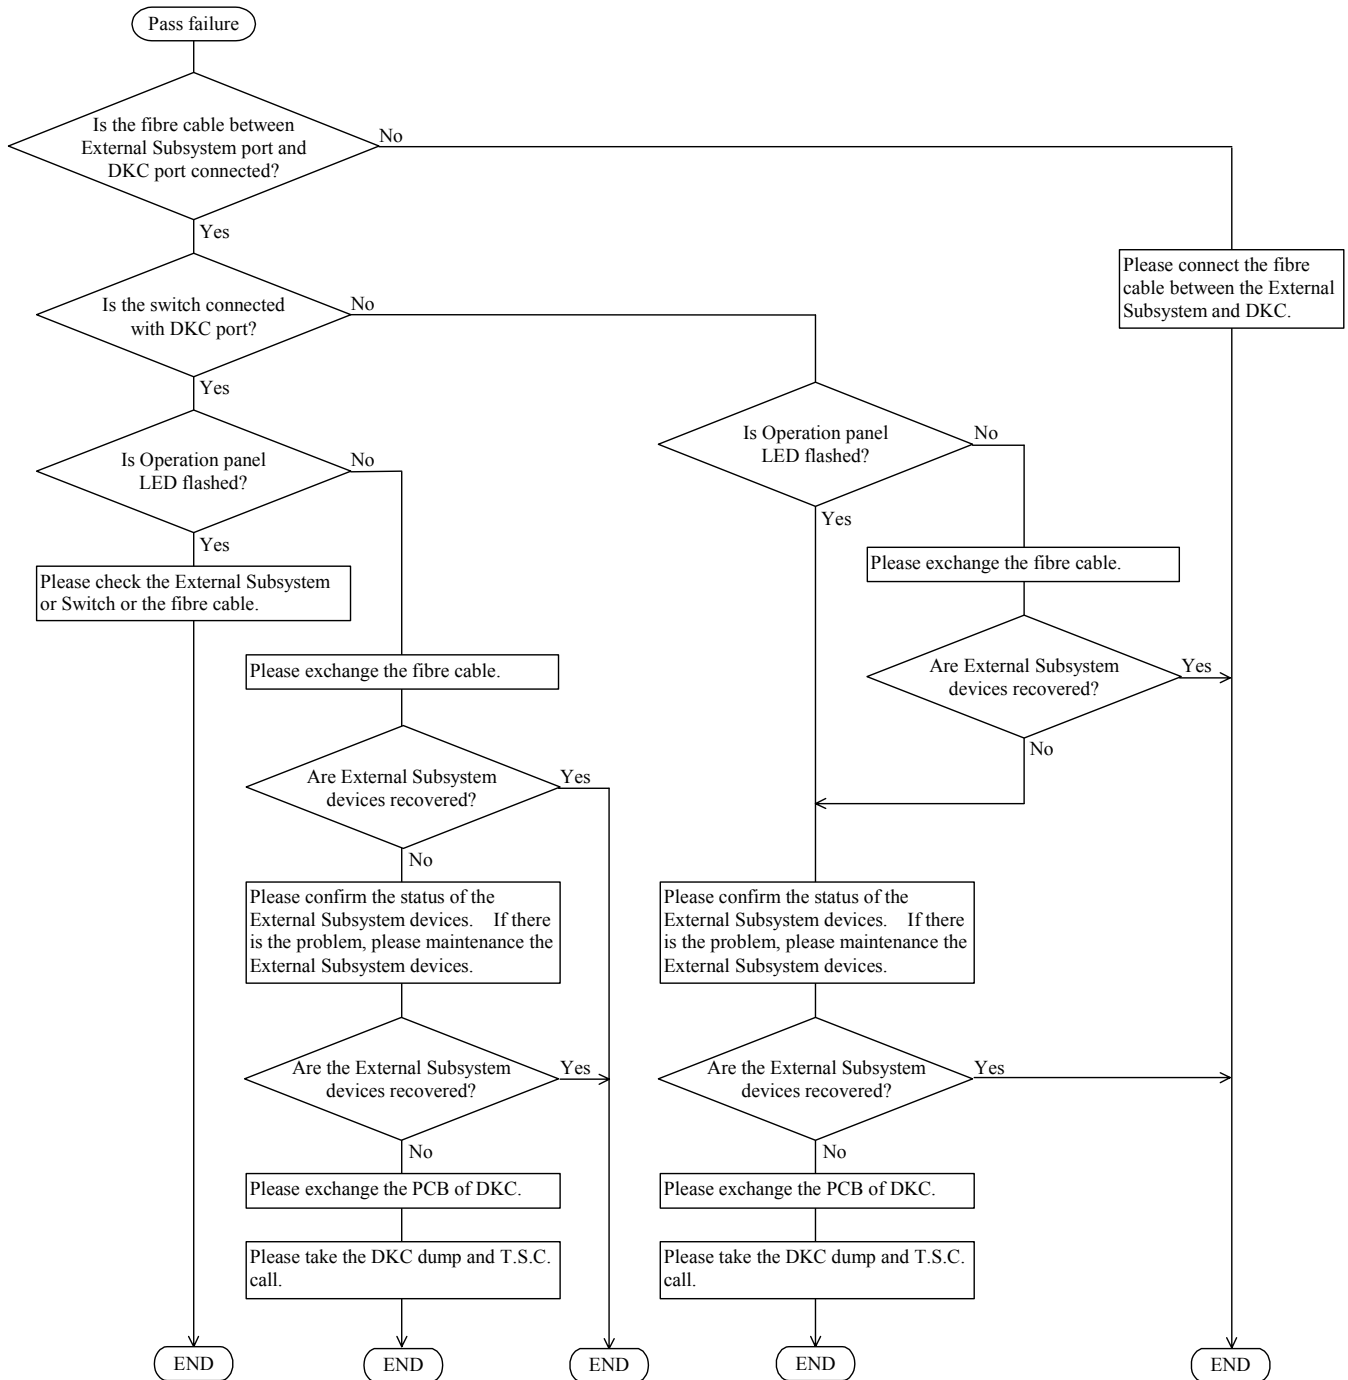 Pass failure
Is the fibre cable between
External Subsystem port and
DKC port connected?
No
Yes
Please connect the fibre
cable between the External
Subsystem and DKC.
Is the switch connected
with DKC port?
No
Yes
Is Operation panel
LED flashed?
No
Yes
Is Operation panel
LED flashed?
No
Yes
Please check the External Subsystem
or Switch or the fibre cable.
Please exchange the fibre cable.
Are External Subsystem
devices recovered?
Yes
No
Please exchange the fibre cable.
Are External Subsystem
devices recovered?
Yes
No
Please confirm the status of the
External Subsystem devices. If there
is the problem, please maintenance the
External Subsystem devices.
Please confirm the status of the
External Subsystem devices. If there
is the problem, please maintenance the
External Subsystem devices.
Are the External Subsystem
devices recovered?
Yes
No
Are the External Subsystem
devices recovered?
Yes
No
Please exchange the PCB of DKC.
Please exchange the PCB of DKC.
Please take the DKC dump and T.S.C.
call.
Please take the DKC dump and T.S.C.
call.
END
END
END
END
END